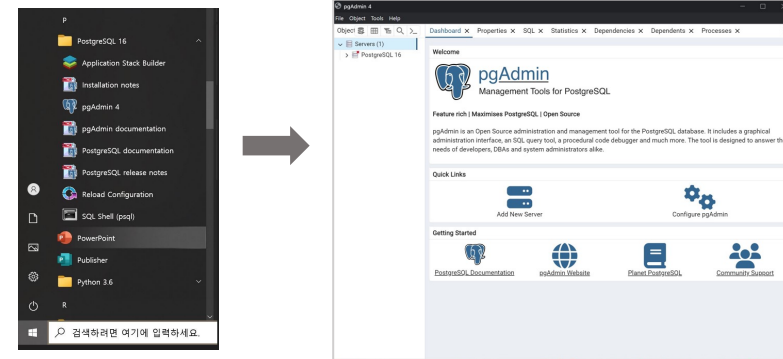 P
PostgreSQL 16
Application Stack Builder
Installation notes
pgAdmin 4
pgAdmin documentation
PostgreSQL documentation
PostgreSQL release notes
Reload Configuration
SQL Shell (psql)
PowerPoint
Publisher
Python 3.6
R
검색하려면 여기에 입력하세요.
pgAdmin 4
File Object Tools Help
Object Dashboard Properties SQL Statistics Dependencies Dependents Processes
Servers (1)
PostgreSQL 16
Welcome
pgAdmin
Management Tools for PostgreSQL
Feature rich | Maximises PostgreSQL | Open Source
pgAdmin is an Open Source administration and management tool for the PostgreSQL database. It includes a graphical
administration interface, an SQL query tool, a procedural code debugger and much more. The tool is designed to answer th
needs of developers, DBAs and system administrators alike.
Quick Links
Add New Server Configure pgAdmin
Getting Started
PostgreSQL Documentation pgAdmin Website Planet PostgreSQL Community Support